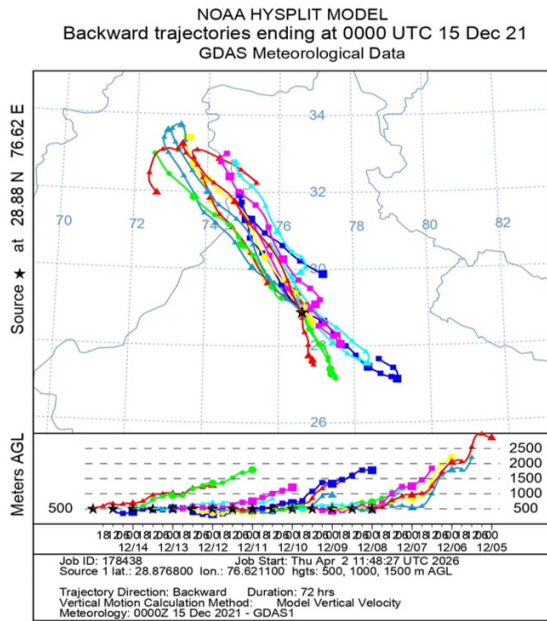 NOAA HYSPLIT MODEL
Backward trajectories ending at 0000 UTC 15 Dec 21
GDAS Meteorological Data
Source ★ at 28.88 N 76.62 E
34
32
70 72 74 76 78 80 82
30
28
26
Meters AGL
500
2500
2000
1500
1000
500
12/14 12/13 12/12 12/11 12/10 12/09 12/08 12/07 12/06 12/05
Job ID: 178438 Job Start: Thu Apr 2 11:48:27 UTC 2026
Source 1 lat.: 28.876800 lon.: 76.621100 hgts: 500, 1000, 1500 m AGL
Trajectory Direction: Backward Duration: 72 hrs
Vertical Motion Calculation Method: Model Vertical Velocity
Meteorology: 0000Z 15 Dec 2021 - GDAS1